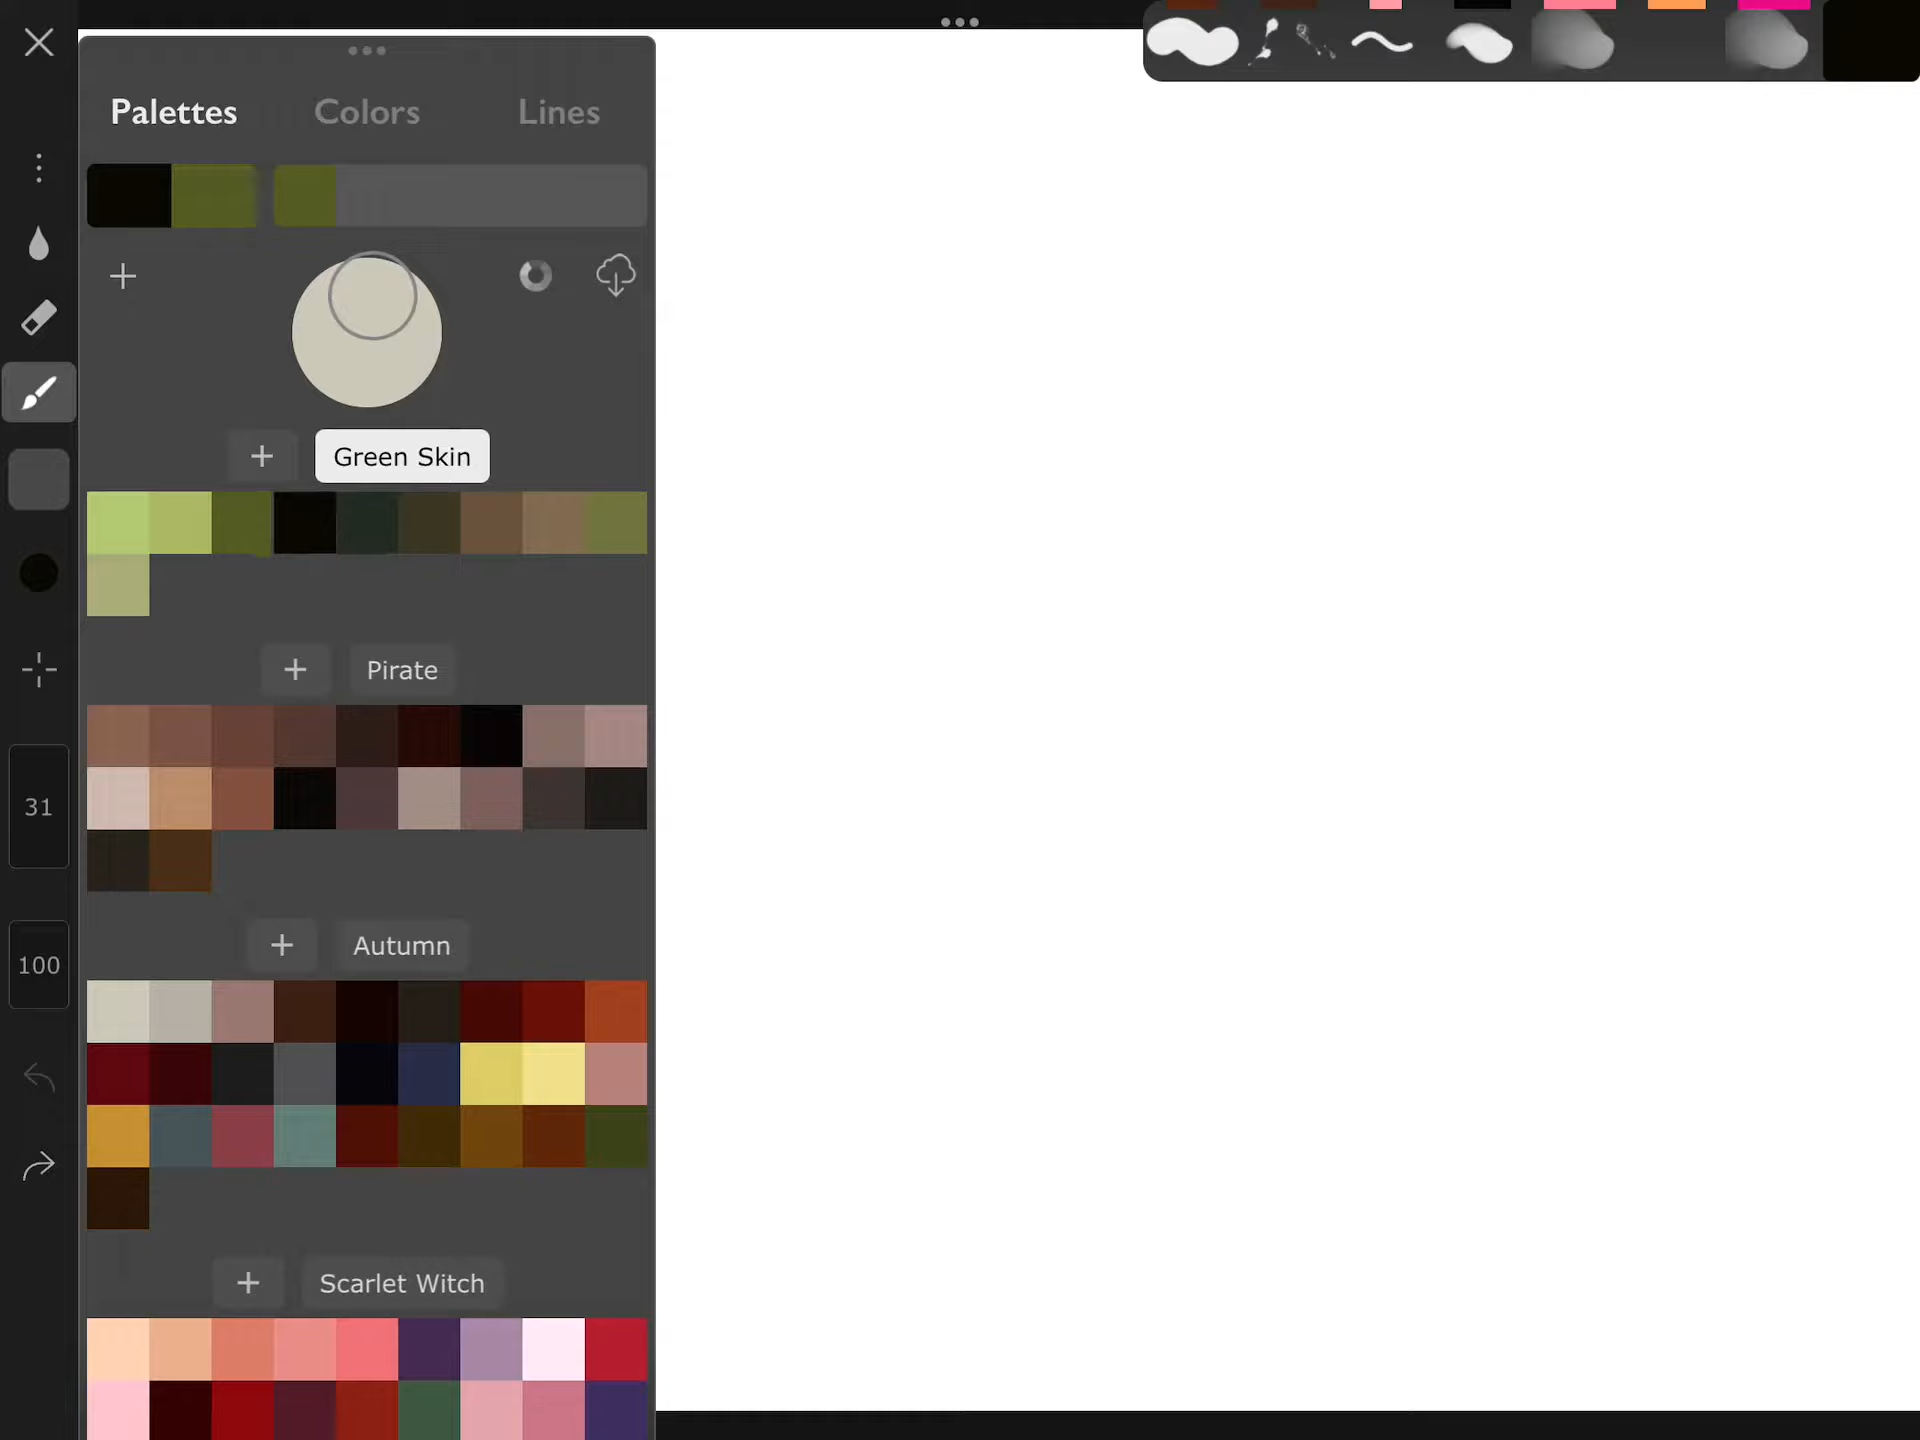 Palettes Colors Lines
Green Skin
Pirate
31
Autumn
100
Scarlet Witch